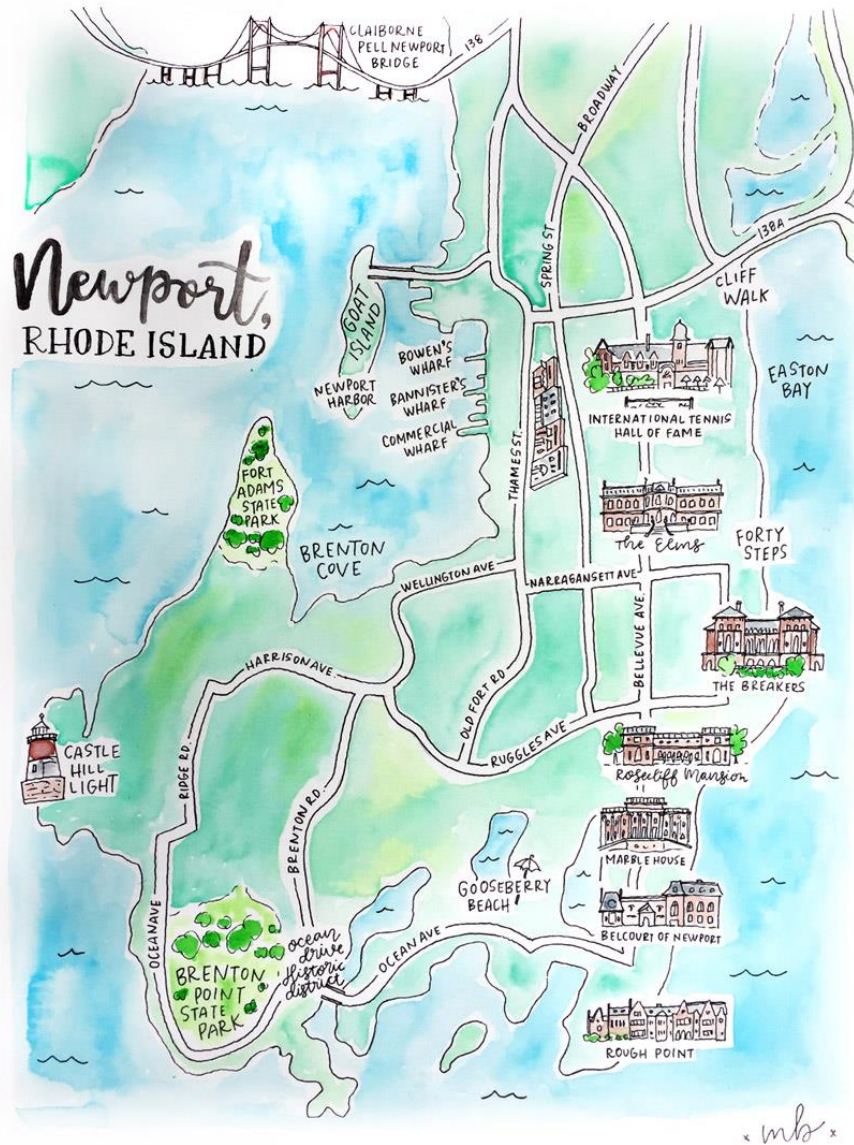 CLAIBORNE
PELL NEWPORT
BRIDGE
138
BROADWAY
138A
SPRING ST
CLIFF
WALK
Newport,
RHODE ISLAND
GOAT
ISLAND
NEWPORT
HARBOR
BOWEN'S
WHARF
BANNISTER'S
WHARF
COMMERCIAL
WHARF
THAMES ST.
EASTON
BAY
INTERNATIONAL TENNIS
HALL OF FAME
FORT
ADAMS
STATE
PARK
BRENTON
COVE
The Elms
FORTY
STEPS
WELLINGTON AVE
NARRAGANSETT AVE
BELLEVUE AVE.
THE BREAKERS
HARRISON AVE.
OLD FORT RD
RUGGLES AVE
Rosecliff Mansion
CASTLE
HILL
LIGHT
RIDGE RD.
BRENTON RD.
MARBLE HOUSE
GOOSEBERRY
BEACH
BELCOURT OF NEWPORT
OCEAN AVE
OCEAN AVE
ocean
drive
Historic
district
BRENTON
POINT
STATE
PARK
ROUGH POINT
x mb x